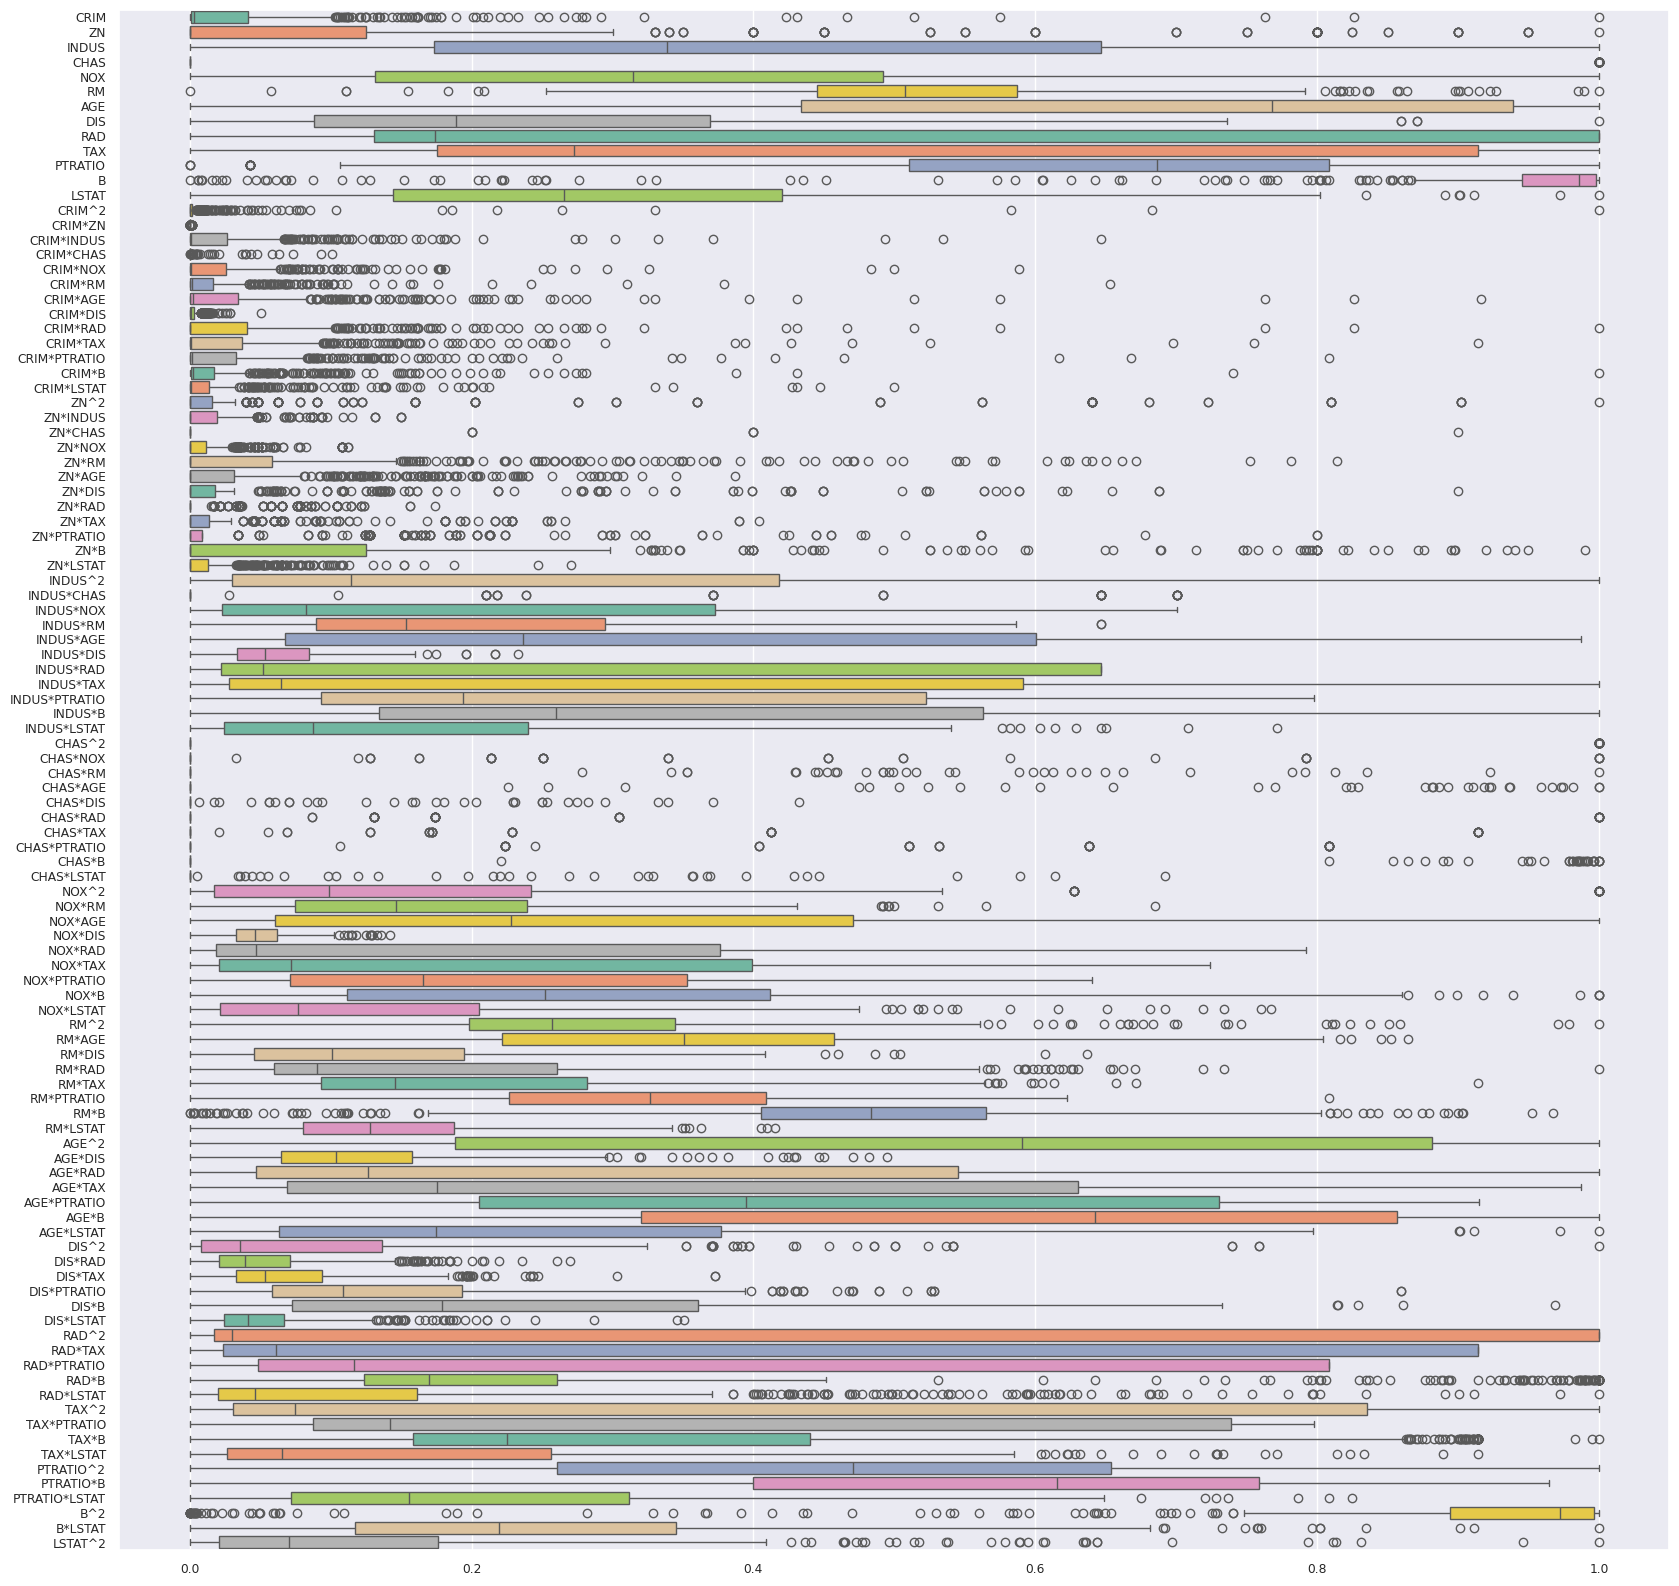 CRIM
ZN
INDUS
CHAS
NOX
RM
AGE
DIS
RAD
TAX
PTRATIO
B
LSTAT
CRIM^2
CRIM*ZN
CRIM*INDUS
CRIM*CHAS
CRIM*NOX
CRIM*RM
CRIM*AGE
CRIM*DIS
CRIM*RAD
CRIM*TAX
CRIM*PTRATIO
CRIM*B
CRIM*LSTAT
ZN^2
ZN*INDUS
ZN*CHAS
ZN*NOX
ZN*RM
ZN*AGE
ZN*DIS
ZN*RAD
ZN*TAX
ZN*PTRATIO
ZN*B
ZN*LSTAT
INDUS^2
INDUS*CHAS
INDUS*NOX
INDUS*RM
INDUS*AGE
INDUS*DIS
INDUS*RAD
INDUS*TAX
INDUS*PTRATIO
INDUS*B
INDUS*LSTAT
CHAS^2
CHAS*NOX
CHAS*RM
CHAS*AGE
CHAS*DIS
CHAS*RAD
CHAS*TAX
CHAS*PTRATIO
CHAS*B
CHAS*LSTAT
NOX^2
NOX*RM
NOX*AGE
NOX*DIS
NOX*RAD
NOX*TAX
NOX*PTRATIO
NOX*B
NOX*LSTAT
RM^2
RM*AGE
RM*DIS
RM*RAD
RM*TAX
RM*PTRATIO
RM*B
RM*LSTAT
AGE^2
AGE*DIS
AGE*RAD
AGE*TAX
AGE*PTRATIO
AGE*B
AGE*LSTAT
DIS^2
DIS*RAD
DIS*TAX
DIS*PTRATIO
DIS*B
DIS*LSTAT
RAD^2
RAD*TAX
RAD*PTRATIO
RAD*B
RAD*LSTAT
TAX^2
TAX*PTRATIO
TAX*B
TAX*LSTAT
PTRATIO^2
PTRATIO*B
PTRATIO*LSTAT
B^2
B*LSTAT
LSTAT^2
0.0 0.2 0.4 0.6 0.8 1.0